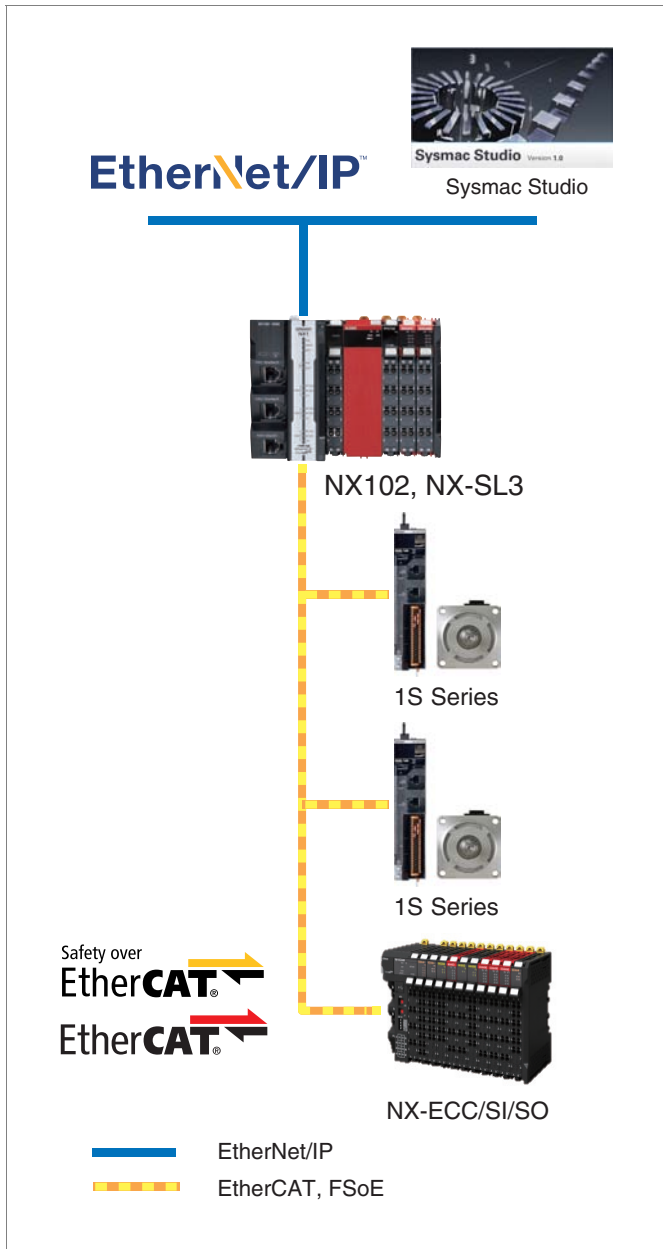 EtherNet/IP™
Sysmac Studio Version 1.0
Sysmac Studio
NX102, NX-SL3
1S Series
1S Series
Safety over
EtherCAT®
EtherCAT®
NX-ECC/SI/SO
EtherNet/IP
EtherCAT, FSoE